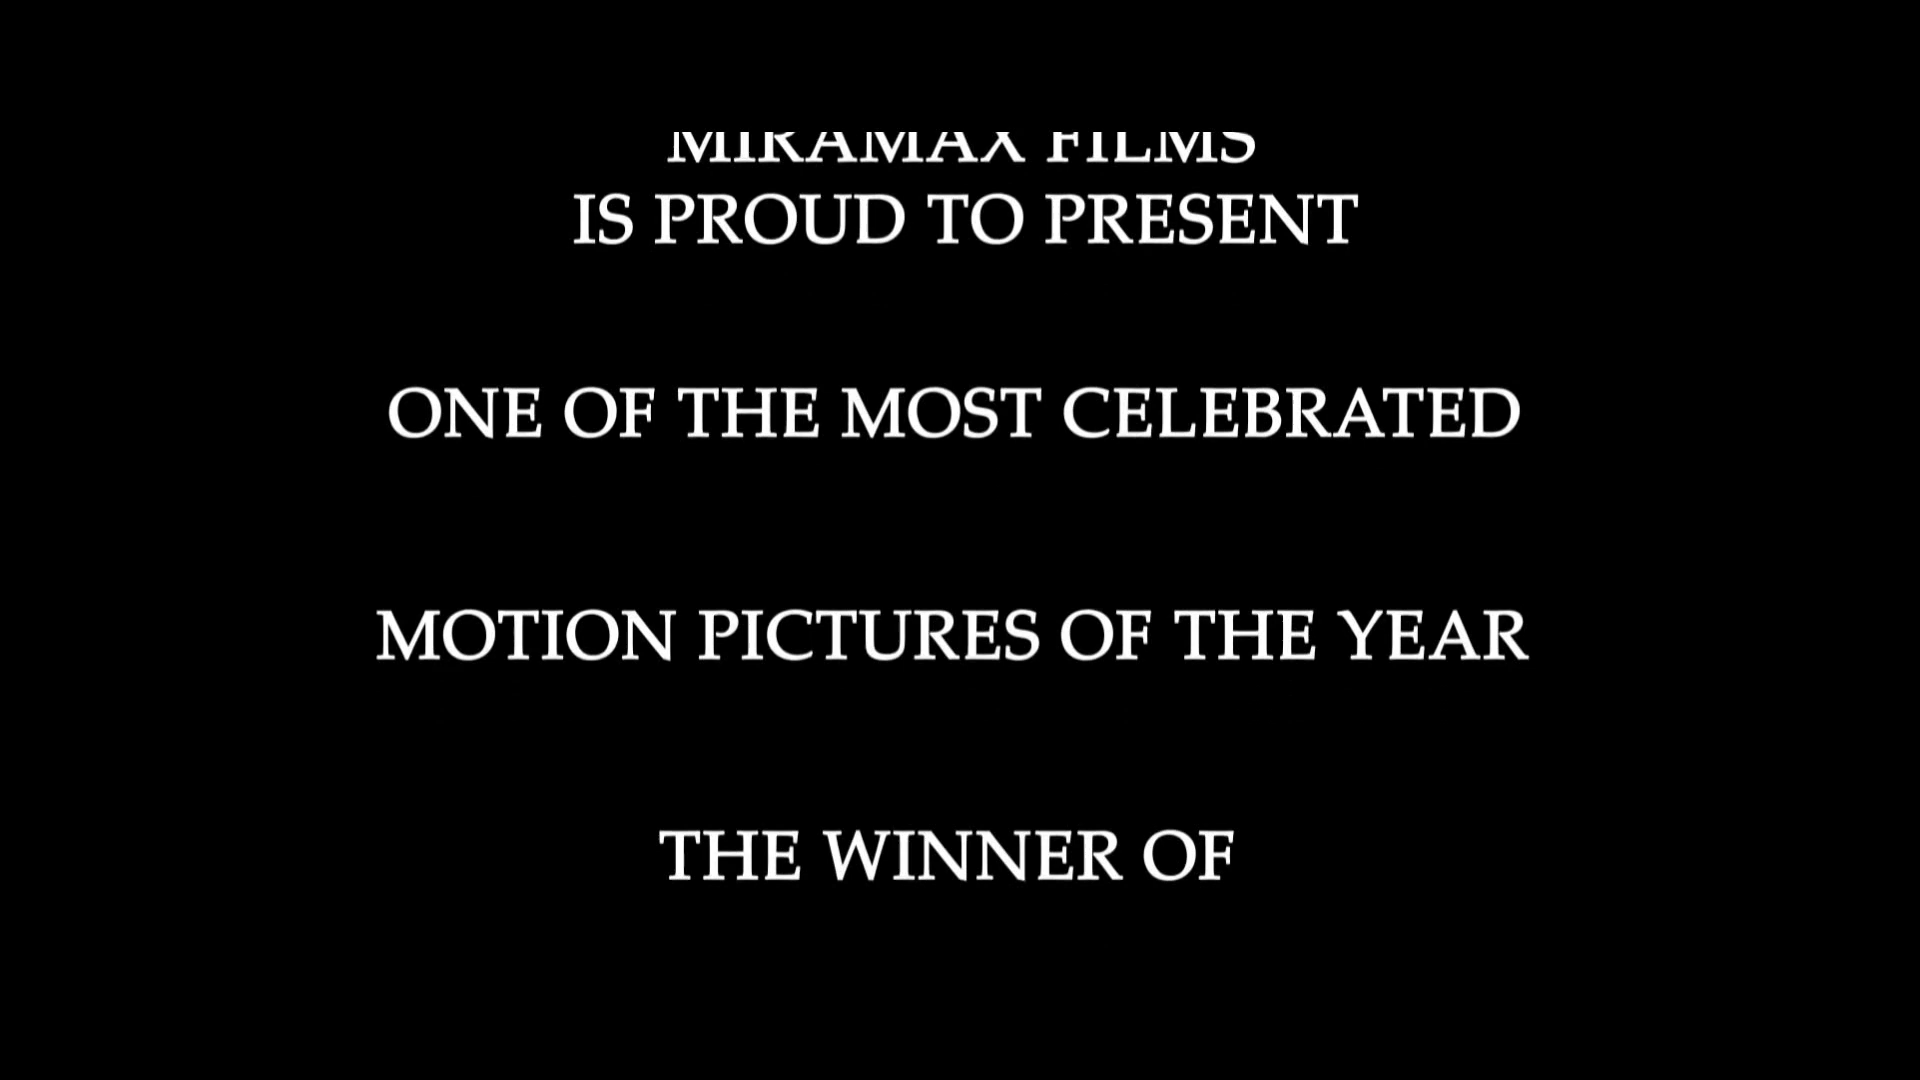 MIRAMAX FILMS
IS PROUD TO PRESENT
ONE OF THE MOST CELEBRATED
MOTION PICTURES OF THE YEAR
THE WINNER OF